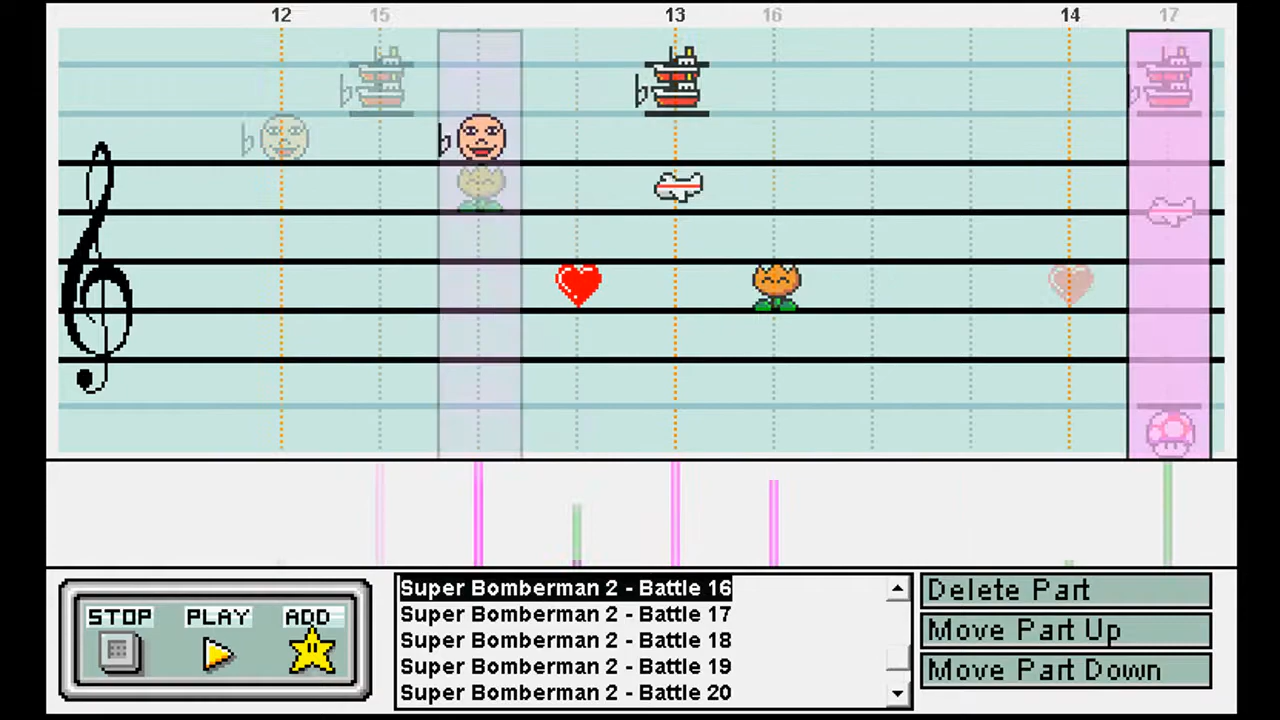 12 15 13 16 14 17
STOP PLAY ADD
Super Bomberman 2 - Battle 16
Super Bomberman 2 - Battle 17
Super Bomberman 2 - Battle 18
Super Bomberman 2 - Battle 19
Super Bomberman 2 - Battle 20
Delete Part
Move Part Up
Move Part Down